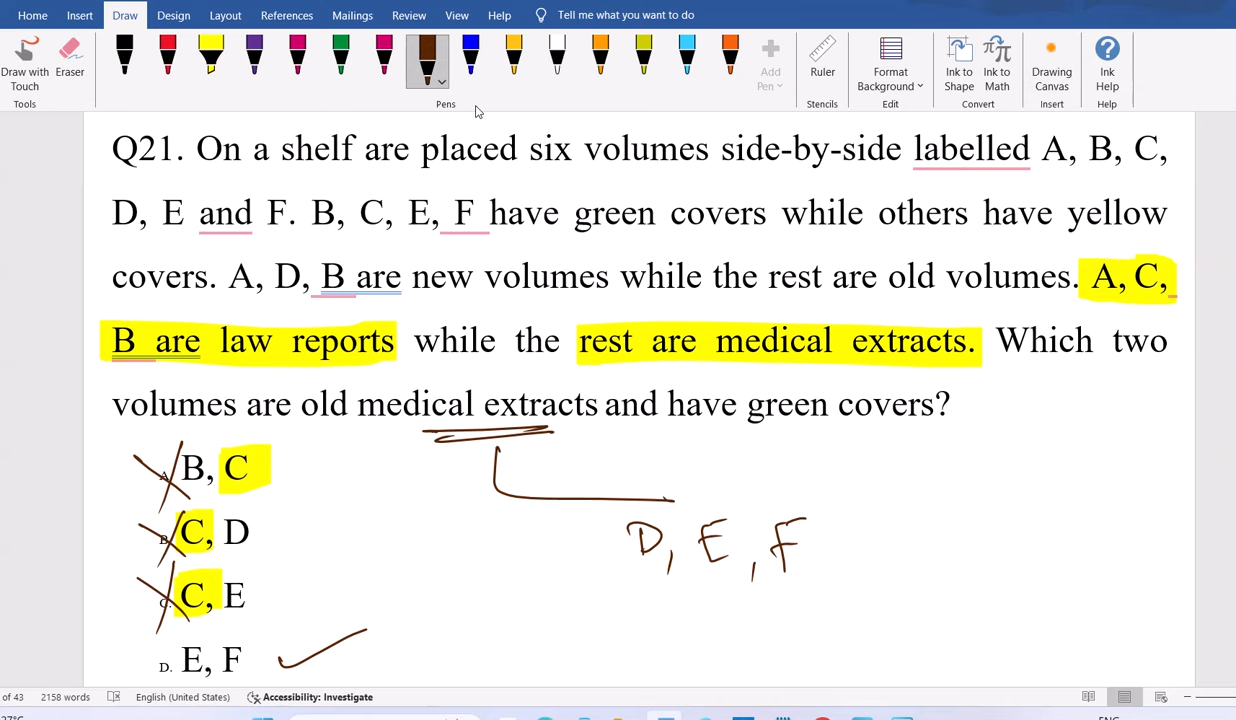 Home Insert Draw Design Layout References Mailings Review View Help Tell me what you want to do
Draw with Touch
Eraser
Add Pen
Ruler
Format Background
Ink to Shape
Ink to Math
Drawing Canvas
Ink Help
Tools Pens Stencils Edit Convert Insert Help
Q21. On a shelf are placed six volumes side-by-side labelled A, B, C,
D, E and F. B, C, E, F have green covers while others have yellow
covers. A, D, B are new volumes while the rest are old volumes. A, C,
B are law reports while the rest are medical extracts. Which two
volumes are old medical extracts and have green covers?
A. B, C
B. C, D
D, E, F
C. C, E
D. E, F
of 43 2158 words English (United States) Accessibility: Investigate